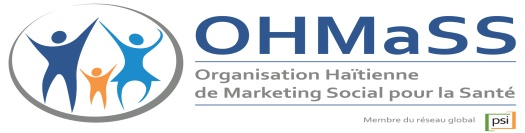 OHMaSS
Organisation Haïtienne
de Marketing Social pour la Santé
Membre du réseau global psi